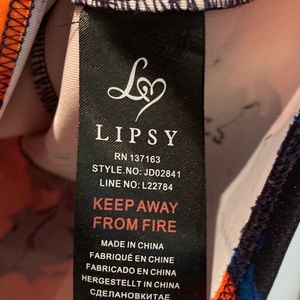 L
LIPSY
RN 137163
STYLE.NO: JD02841
LINE NO: L22784
KEEP AWAY
FROM FIRE
MADE IN CHINA
FABRIQUÉ EN CHINE
FABRICADO EN CHINA
HERGESTELLT IN CHINA
СДЕЛАНОВКИТАЕ